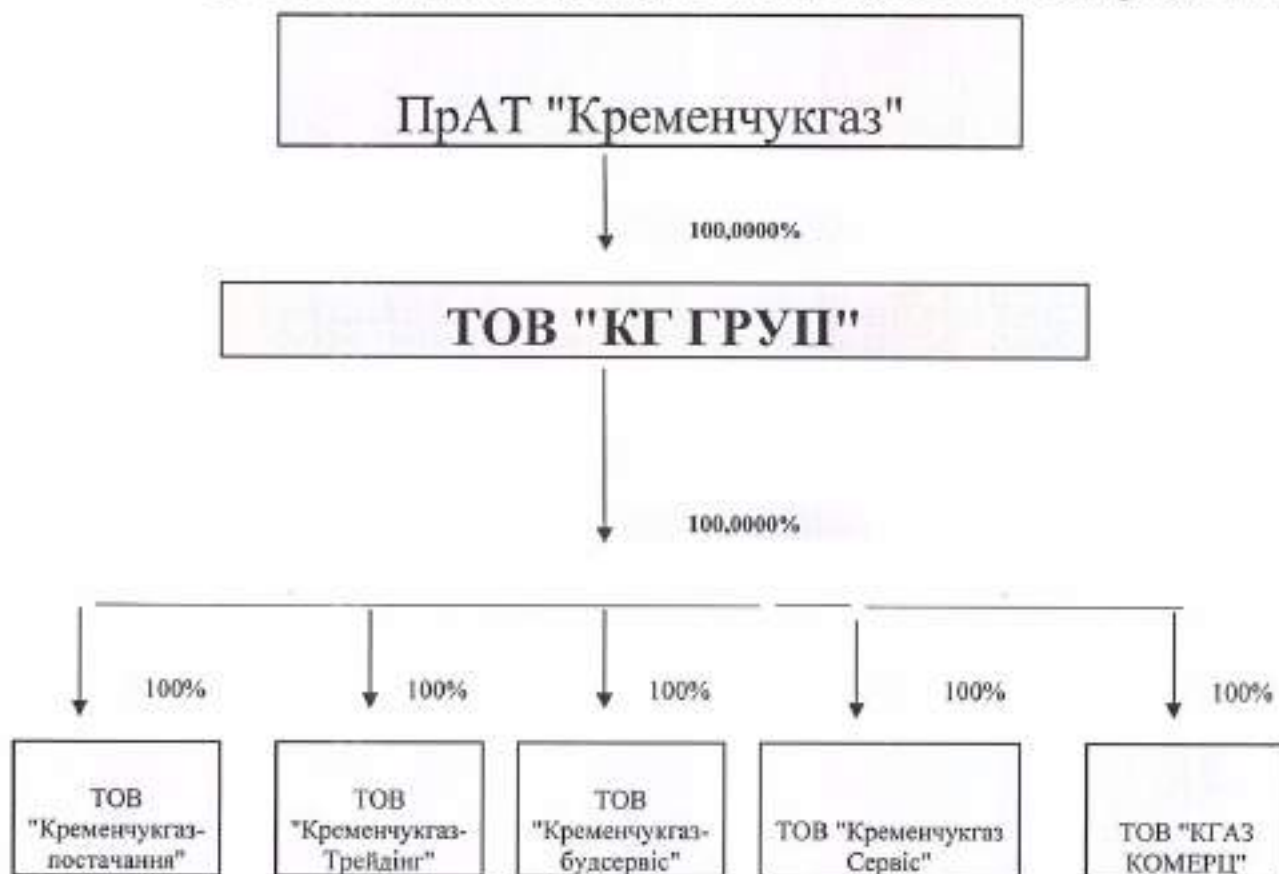 ПрАТ "Кременчукгаз"
100,0000%
ТОВ "КГ ГРУП"
100,0000%
100%
100%
100%
100%
100%
ТОВ
"Кременчукгаз-
постачання"
ТОВ
"Кременчукгаз-
Трейдінг"
ТОВ
"Кременчукгаз-
будсервіс"
ТОВ "Кременчукгаз
Сервіс"
ТОВ "КГАЗ
КОМЕРЦ"